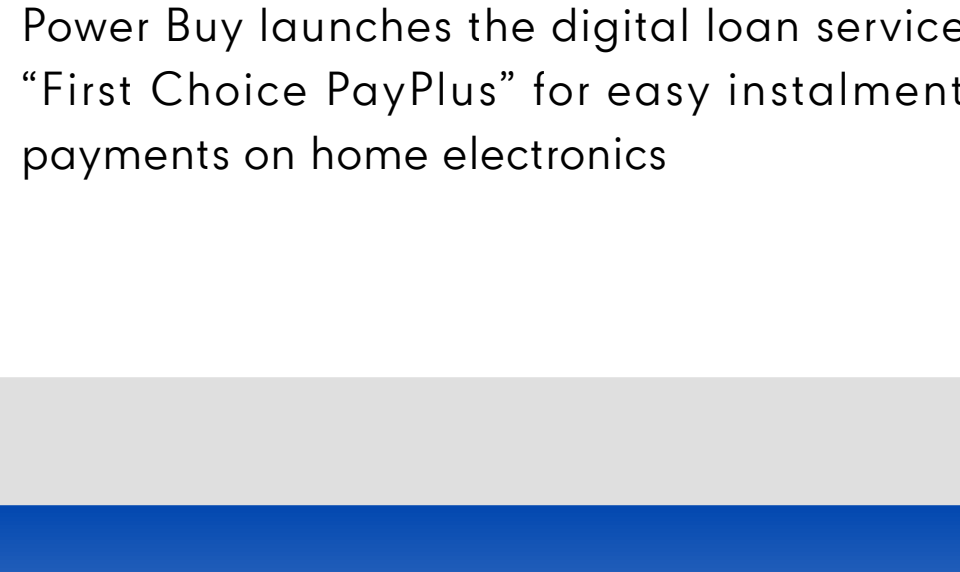 Power Buy launches the digital loan service
“First Choice PayPlus” for easy instalment
payments on home electronics